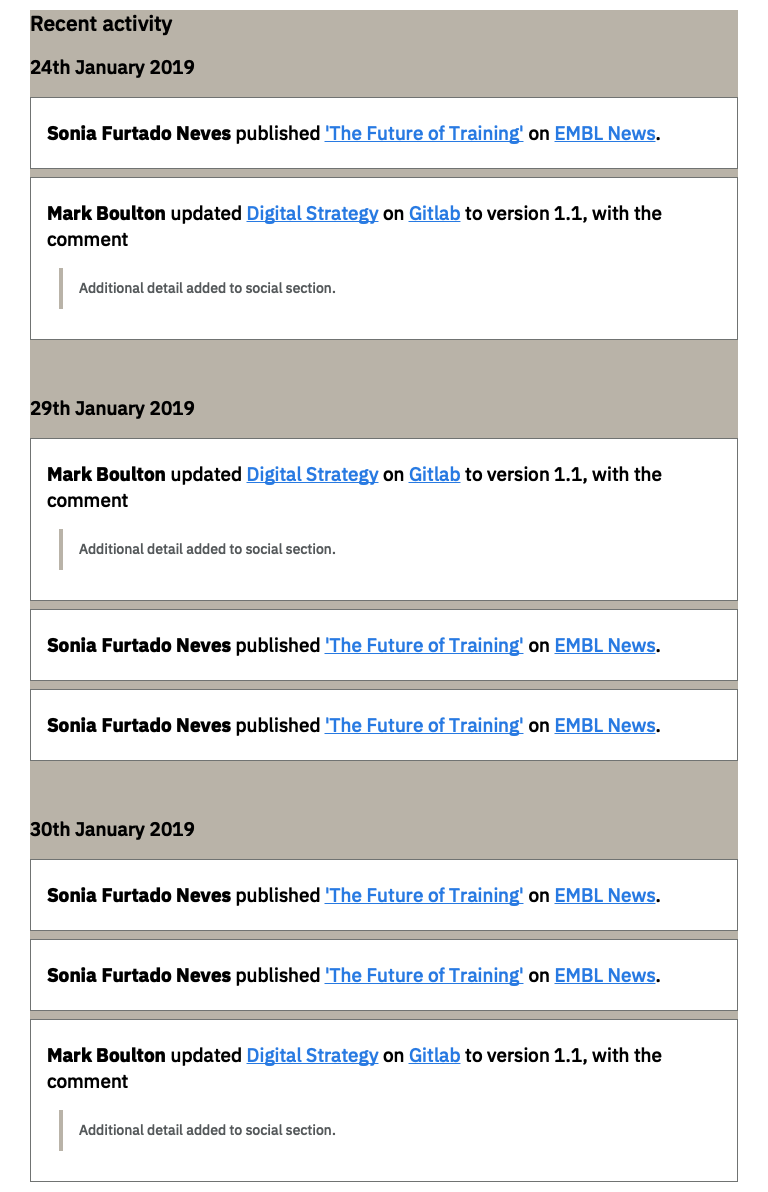 Recent activity
24th January 2019
Sonia Furtado Neves published 'The Future of Training' on EMBL News.
Mark Boulton updated Digital Strategy on Gitlab to version 1.1, with the
comment
Additional detail added to social section.
29th January 2019
Mark Boulton updated Digital Strategy on Gitlab to version 1.1, with the
comment
Additional detail added to social section.
Sonia Furtado Neves published 'The Future of Training' on EMBL News.
Sonia Furtado Neves published 'The Future of Training' on EMBL News.
30th January 2019
Sonia Furtado Neves published 'The Future of Training' on EMBL News.
Sonia Furtado Neves published 'The Future of Training' on EMBL News.
Mark Boulton updated Digital Strategy on Gitlab to version 1.1, with the
comment
Additional detail added to social section.